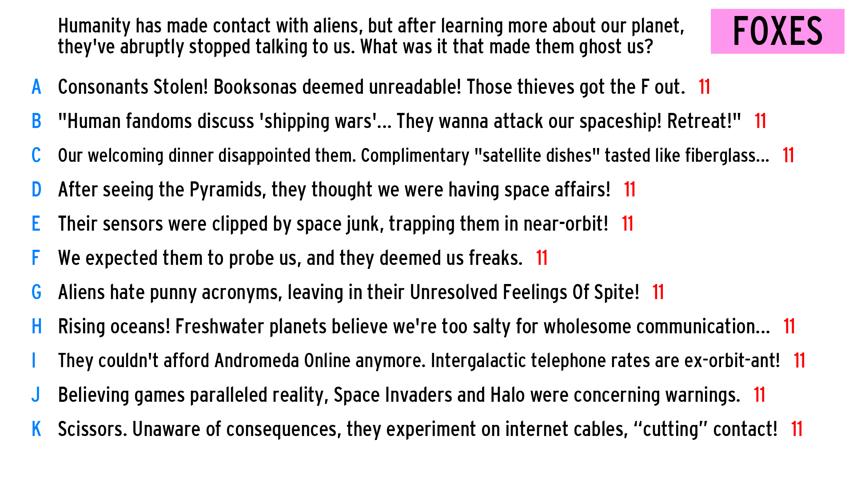 Humanity has made contact with aliens, but after learning more about our planet,
they've abruptly stopped talking to us. What was it that made them ghost us?
FOXES
A Consonants Stolen! Booksonas deemed unreadable! Those thieves got the F out. 11
B "Human fandoms discuss 'shipping wars'... They wanna attack our spaceship! Retreat!" 11
C Our welcoming dinner disappointed them. Complimentary "satellite dishes" tasted like fiberglass... 11
D After seeing the Pyramids, they thought we were having space affairs! 11
E Their sensors were clipped by space junk, trapping them in near-orbit! 11
F We expected them to probe us, and they deemed us freaks. 11
G Aliens hate punny acronyms, leaving in their Unresolved Feelings Of Spite! 11
H Rising oceans! Freshwater planets believe we're too salty for wholesome communication... 11
I They couldn't afford Andromeda Online anymore. Intergalactic telephone rates are ex-orbit-ant! 11
J Believing games paralleled reality, Space Invaders and Halo were concerning warnings. 11
K Scissors. Unaware of consequences, they experiment on internet cables, “cutting” contact! 11